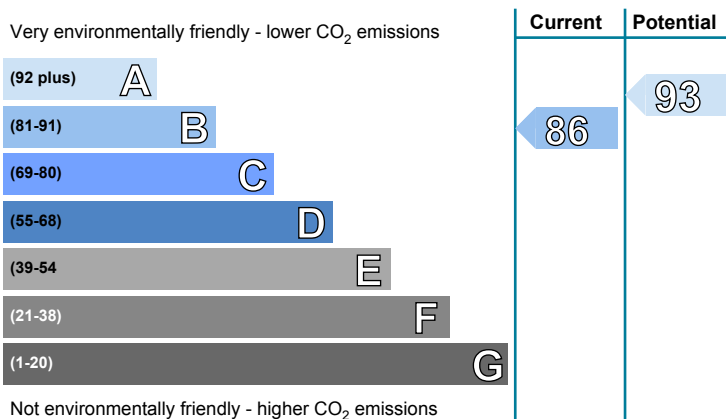 Very environmentally friendly - lower CO2 emissions
Current
Potential
(92 plus) A
(81-91) B
(69-80) C
(55-68) D
(39-54 E
(21-38) F
(1-20) G
86
93
Not environmentally friendly - higher CO2 emissions